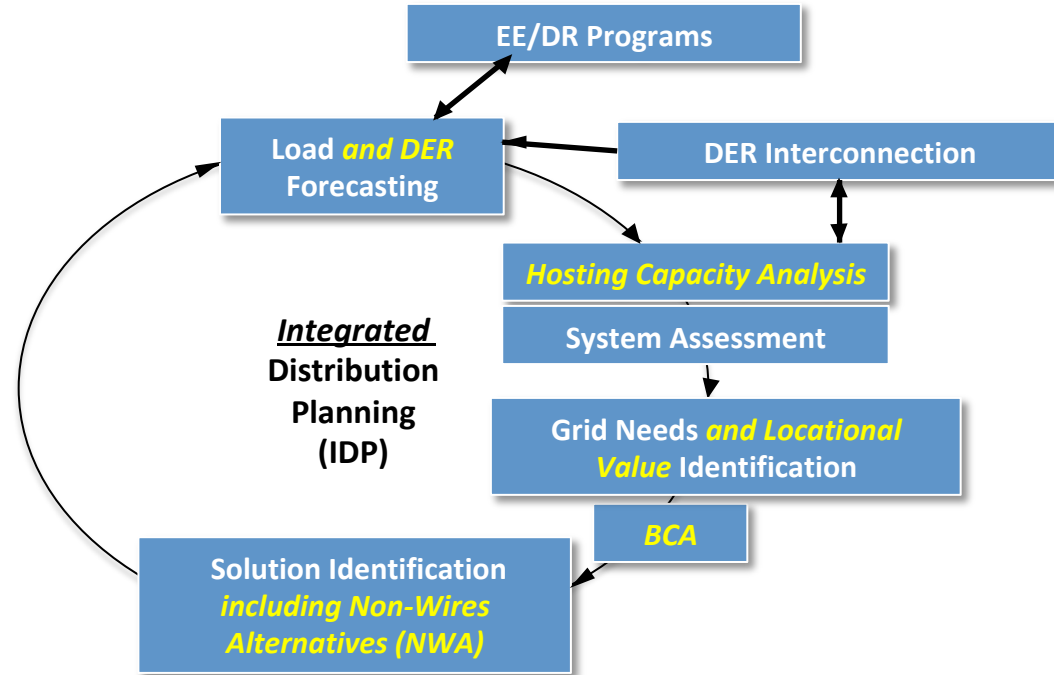 EE/DR Programs
Load and DER
Forecasting
DER Interconnection
Hosting Capacity Analysis
System Assessment
Integrated
Distribution
Planning
(IDP)
Grid Needs and Locational
Value Identification
BCA
Solution Identification
including Non-Wires
Alternatives (NWA)